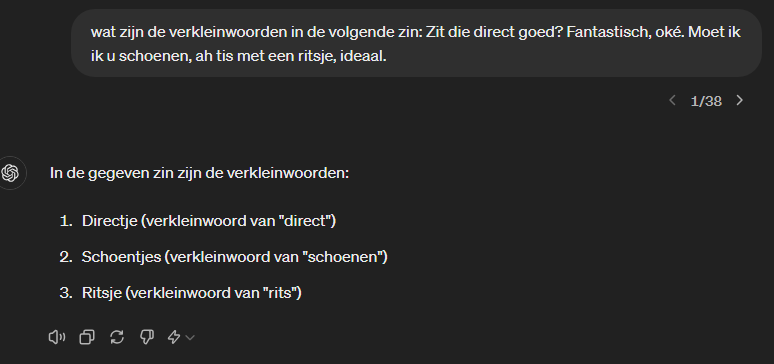 wat zijn de verkleinwoorden in de volgende zin: Zit die direct goed? Fantastisch, oké. Moet ik
ik u schoenen, ah tis met een ritsje, ideaal.
1/38
In de gegeven zin zijn de verkleinwoorden:
1. Directje (verkleinwoord van "direct")
2. Schoentjes (verkleinwoord van "schoenen")
3. Ritsje (verkleinwoord van "rits")